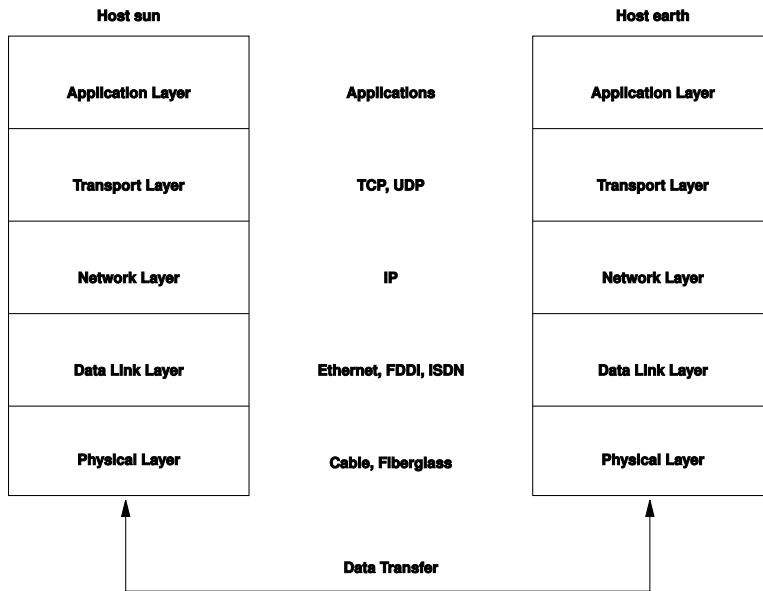 Host sun
Host earth
Application Layer
Applications
Application Layer
Transport Layer
TCP, UDP
Transport Layer
Network Layer
IP
Network Layer
Data Link Layer
Ethernet, FDDI, ISDN
Data Link Layer
Physical Layer
Cable, Fiberglass
Physical Layer
Data Transfer